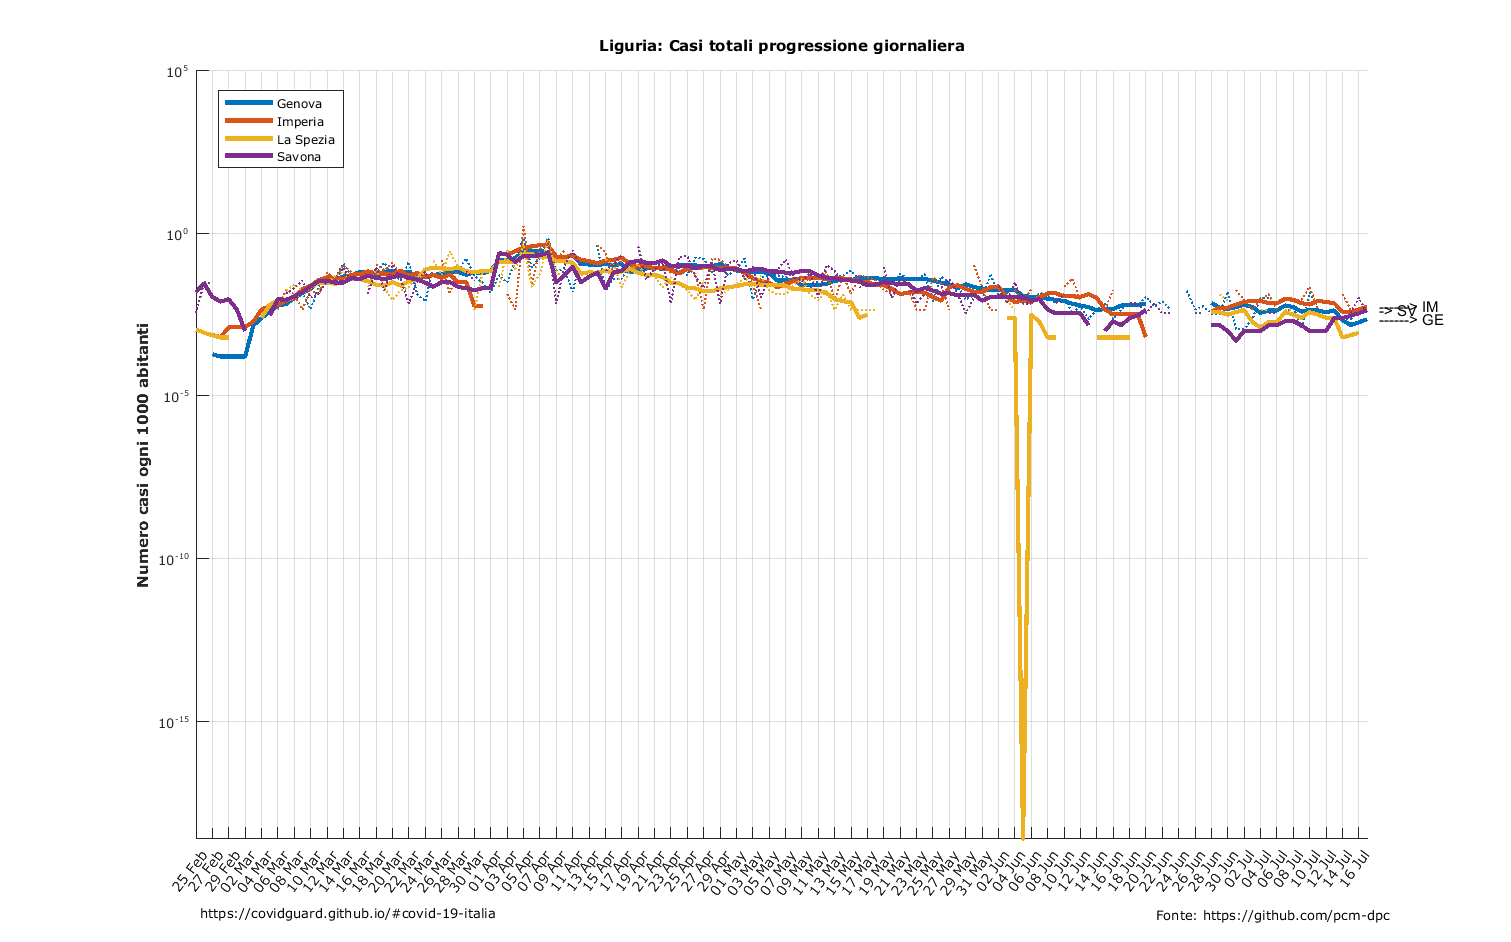 Liguria: Casi totali progressione giornaliera
Genova
Imperia
La Spezia
Savona
Numero casi ogni 1000 abitanti
10^5
10^0
10^-5
10^-10
10^-15
-----> IM
-> SV
-----> GE
25 Feb
27 Feb
29 Feb
02 Mar
04 Mar
06 Mar
08 Mar
10 Mar
12 Mar
14 Mar
16 Mar
18 Mar
20 Mar
22 Mar
24 Mar
26 Mar
28 Mar
30 Mar
01 Apr
03 Apr
05 Apr
07 Apr
09 Apr
11 Apr
13 Apr
15 Apr
17 Apr
19 Apr
21 Apr
23 Apr
25 Apr
27 Apr
29 Apr
01 May
03 May
05 May
07 May
09 May
11 May
13 May
15 May
17 May
19 May
21 May
23 May
25 May
27 May
29 May
31 May
02 Jun
04 Jun
06 Jun
08 Jun
10 Jun
12 Jun
14 Jun
16 Jun
18 Jun
20 Jun
22 Jun
24 Jun
26 Jun
28 Jun
30 Jun
02 Jul
04 Jul
06 Jul
08 Jul
10 Jul
12 Jul
14 Jul
16 Jul
https://covidguard.github.io/#covid-19-italia
Fonte: https://github.com/pcm-dpc